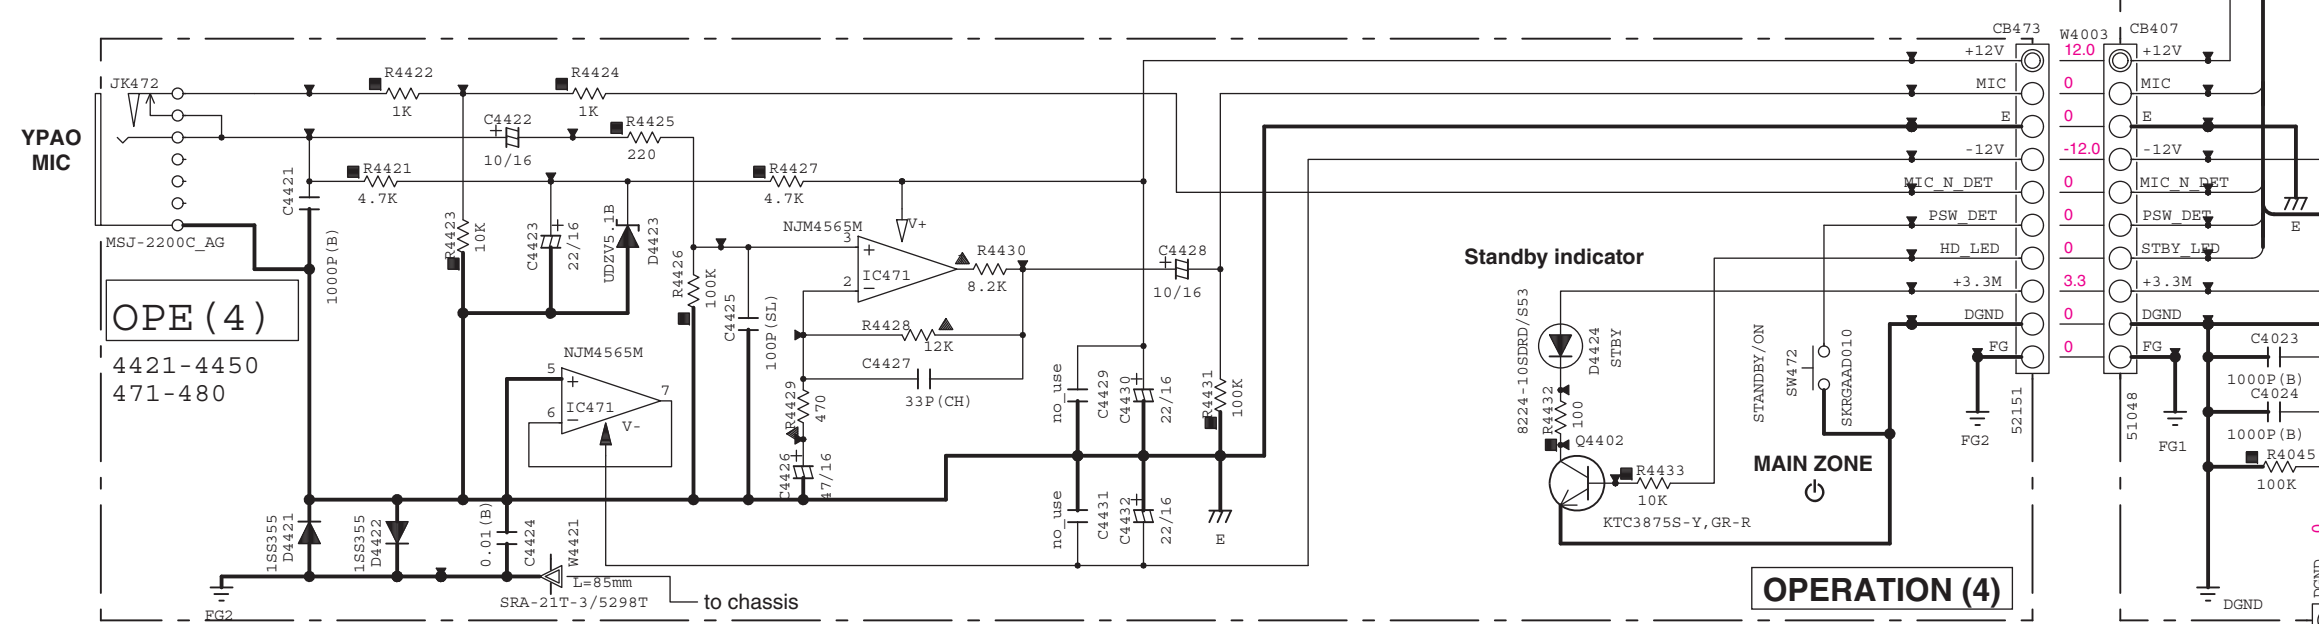 CB473
W4003
CB407
+12V
12.0
+12V
JK472
R4422
R4424
1K
1K
MIC
0
MIC
C4422
+
10/16
R4425
220
E
0
E
YPAO
MIC
-12V
-12.0
-12V
C4421
R4421
4.7K
R4427
4.7K
MIC_N_DET
0
MIC_N_DET
MSJ-2200C_AG
1000P(B)
R4423
10K
C4423
+
22/16
UDZV5.1B
D4423
NJM4565M
V+
3
+
2
-
IC471
R4430
8.2K
C4428
+
10/16
PSW_DET
0
PSW_DET
E
Standby indicator
HD_LED
0
STBY_LED
R4426
100K
C4425
100P(SL)
+3.3M
3.3
+3.3M
OPE(4)
4421-4450
471-480
R4428
12K
C4427
33P(CH)
DGND
0
DGND
FG
0
FG
8224-10SDRD/S53
D4424
STBY
STANDBY/ON
SW472
SKRGAAD010
C4023
1000P(B)
C4024
1000P(B)
NJM4565M
5
+
6
-
7
IC471
V-
R4429
470
C4426
+
47/16
no_use
C4429
C4430
+
22/16
R4431
100K
R4432
100
Q4402
FG2
52151
51048
FG1
R4045
100K
MAIN ZONE
R4433
10K
KTC3875S-Y,GR-R
1SS355
D4421
1SS355
D4422
0.01(B)
C4424
W4421
L=85mm
SRA-21T-3/5298T
to chassis
no_use
C4431
C4432
+
22/16
E
FG2
OPERATION (4)
DGND
0
DGND